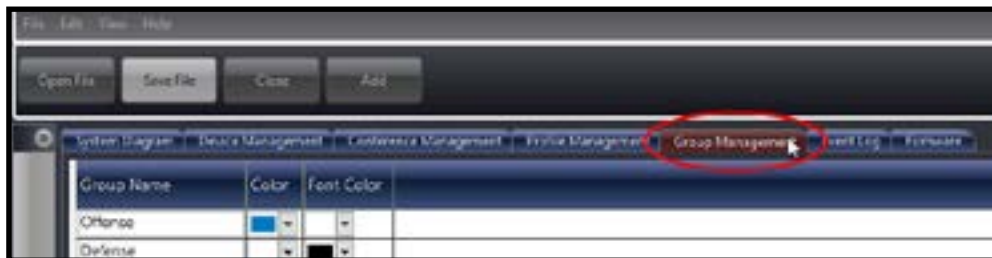 File Edit View Help
Open File Save File Close Add
System Diagram Device Management Conference Management Profile Management Group Management Event Log Firmware
Group Name Color Font Color
Offense
Defense